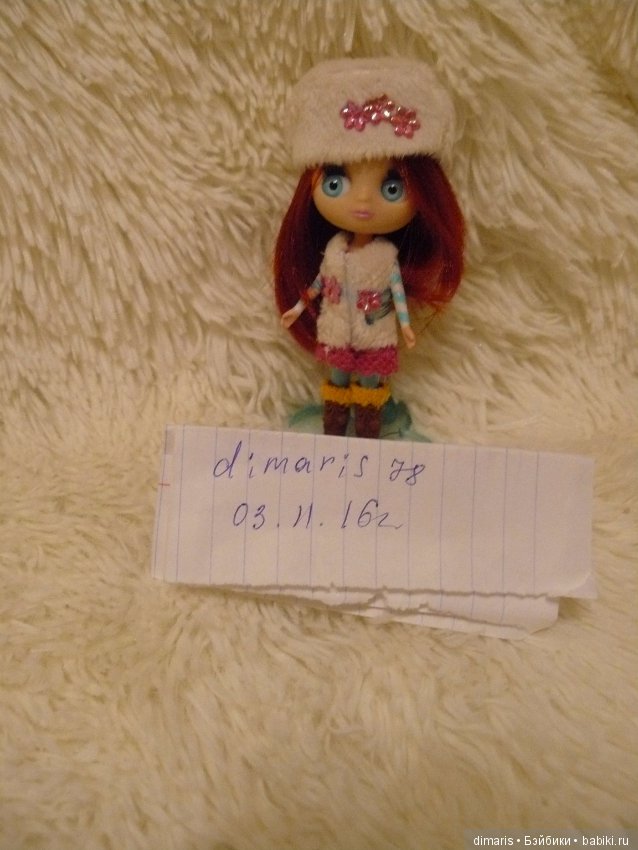 dimaris 78
03.11.16г
dimaris • Бэйбики • babiki.ru